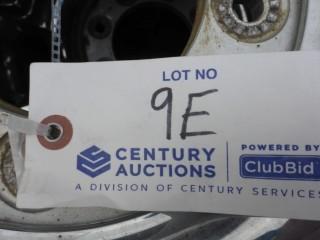 LOT NO
9E
CENTURY AUCTIONS
POWERED BY
ClubBid
A DIVISION OF CENTURY SERVICES